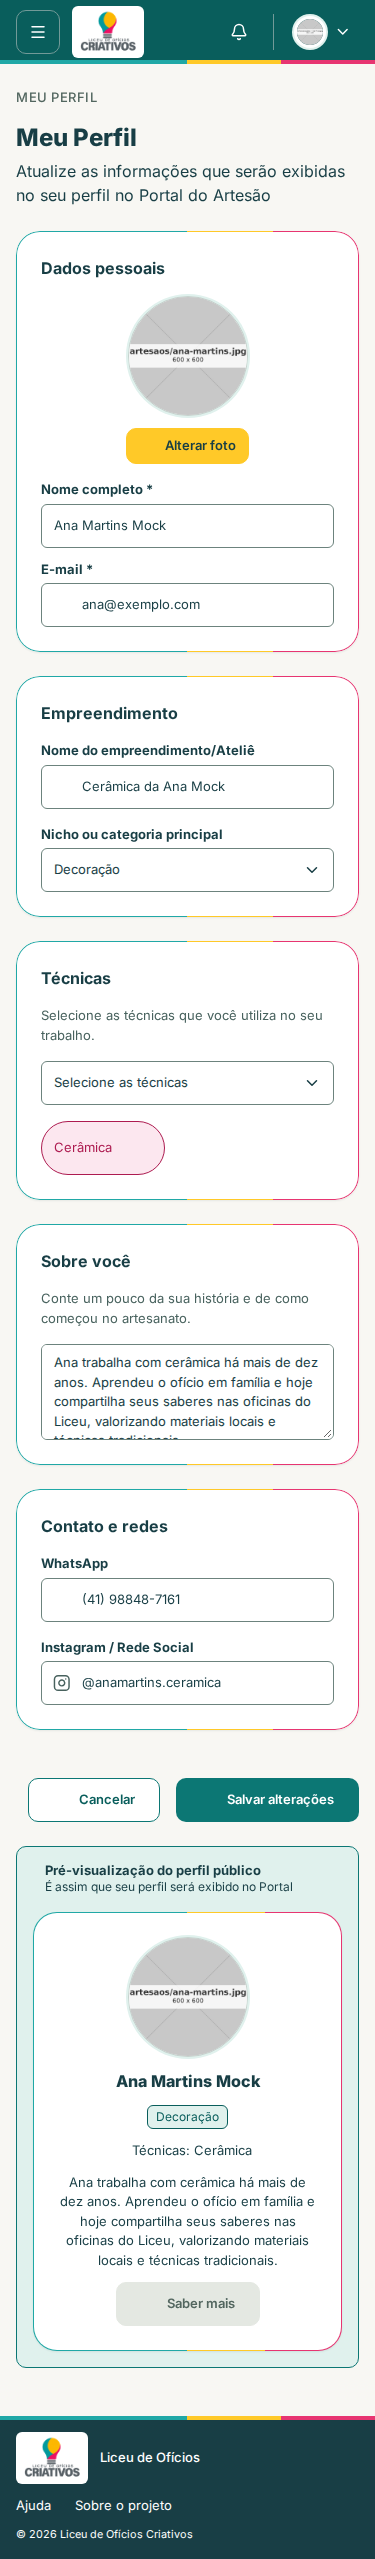 LICEU DE OFÍCIOS
CRIATIVOS
MEU PERFIL
Meu Perfil
Atualize as informações que serão exibidas
no seu perfil no Portal do Artesão
Dados pessoais
artesaos/ana-martins.jpg
600 x 600
Alterar foto
Nome completo *
Ana Martins Mock
E-mail *
ana@exemplo.com
Empreendimento
Nome do empreendimento/Ateliê
Cerâmica da Ana Mock
Nicho ou categoria principal
Decoração
Técnicas
Selecione as técnicas que você utiliza no seu
trabalho.
Selecione as técnicas
Cerâmica
Sobre você
Conte um pouco da sua história e de como
começou no artesanato.
Ana trabalha com cerâmica há mais de dez
anos. Aprendeu o ofício em família e hoje
compartilha seus saberes nas oficinas do
Liceu, valorizando materiais locais e
técnicas tradicionais.
Contato e redes
WhatsApp
(41) 98848-7161
Instagram / Rede Social
@anamartins.ceramica
Cancelar
Salvar alterações
Pré-visualização do perfil público
É assim que seu perfil será exibido no Portal
artesaos/ana-martins.jpg
600 x 600
Ana Martins Mock
Decoração
Técnicas: Cerâmica
Ana trabalha com cerâmica há mais de
dez anos. Aprendeu o ofício em família e
hoje compartilha seus saberes nas
oficinas do Liceu, valorizando materiais
locais e técnicas tradicionais.
Saber mais
LICEU DE OFÍCIOS
CRIATIVOS
Liceu de Ofícios
Ajuda
Sobre o projeto
© 2026 Liceu de Ofícios Criativos